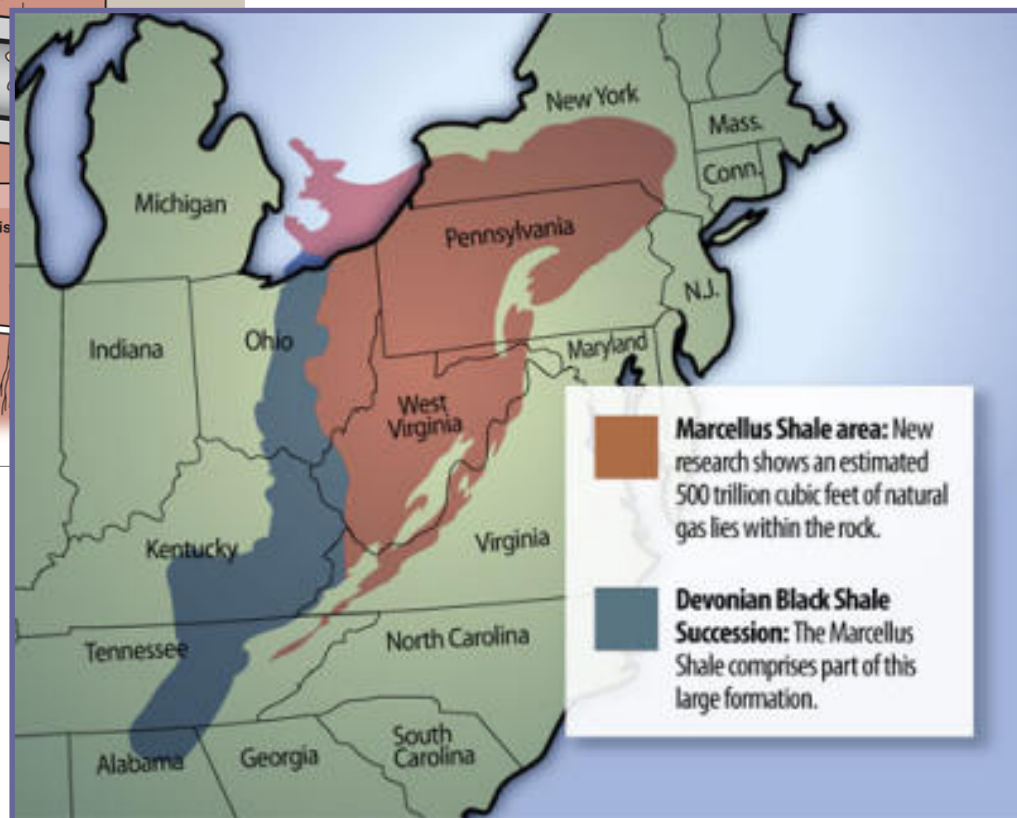 New York
Mass.
Conn.
Michigan
Pennsylvania
N.J.
Ohio
Indiana
Maryland
West
Virginia
Kentucky
Virginia
Tennessee
North Carolina
South
Carolina
Alabama
Georgia
Marcellus Shale area: New
research shows an estimated
500 trillion cubic feet of natural
gas lies within the rock.
Devonian Black Shale
Succession: The Marcellus
Shale comprises part of this
large formation.